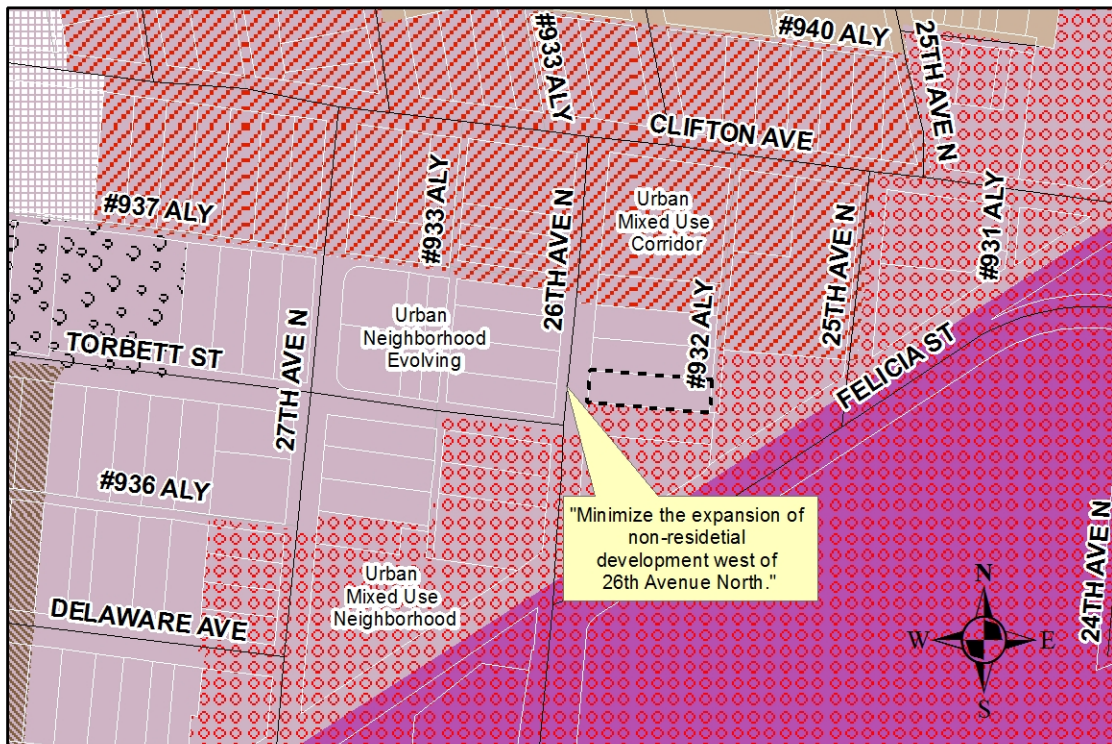 #933 ALY
#940 ALY
25TH AVE N
CLIFTON AVE
#937 ALY
#933 ALY
26TH AVE N
Urban
Mixed Use
Corridor
25TH AVE N
#931 ALY
TORBETT ST
27TH AVE N
Urban
Neighborhood
Evolving
#932 ALY
FELICIA ST
#936 ALY
"Minimize the expansion of
non-residetial
development west of
26th Avenue North."
Urban
Mixed Use
Neighborhood
DELAWARE AVE
24TH AVE N
N
W
E
S